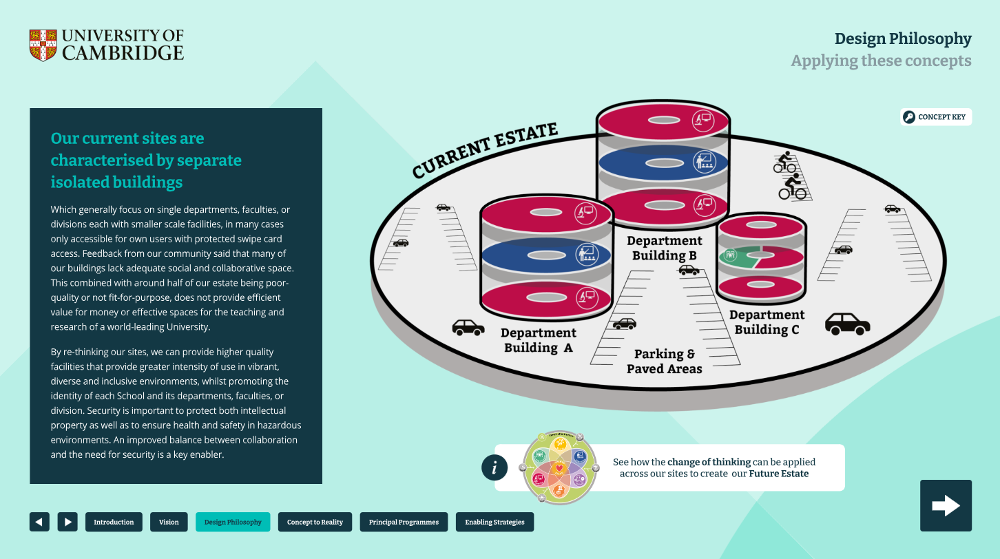 UNIVERSITY OF
CAMBRIDGE
Design Philosophy
Applying these concepts
CONCEPT KEY
Our current sites are
characterised by separate
isolated buildings
Which generally focus on single departments, faculties, or
divisions each with smaller scale facilities, in many cases
only accessible for own users with protected swipe card
access. Feedback from our community said that many of
our buildings lack adequate social and collaborative space.
This combined with around half of our estate being poor-
quality or not fit-for-purpose, does not provide efficient
value for money or effective spaces for the teaching and
research of a world-leading University.
By re-thinking our sites, we can provide higher quality
facilities that provide greater intensity of use in vibrant,
diverse and inclusive environments, whilst promoting the
identity of each School and its departments, faculties, or
division. Security is important to protect both intellectual
property as well as to ensure health and safety in hazardous
environments. An improved balance between collaboration
and the need for security is a key enabler.
CURRENT ESTATE
Department
Building B
Department
Building C
Department
Building A
Parking &
Paved Areas
i
See how the change of thinking can be applied
across our sites to create our Future Estate
Introduction
Vision
Design Philosophy
Concept to Reality
Principal Programmes
Enabling Strategies